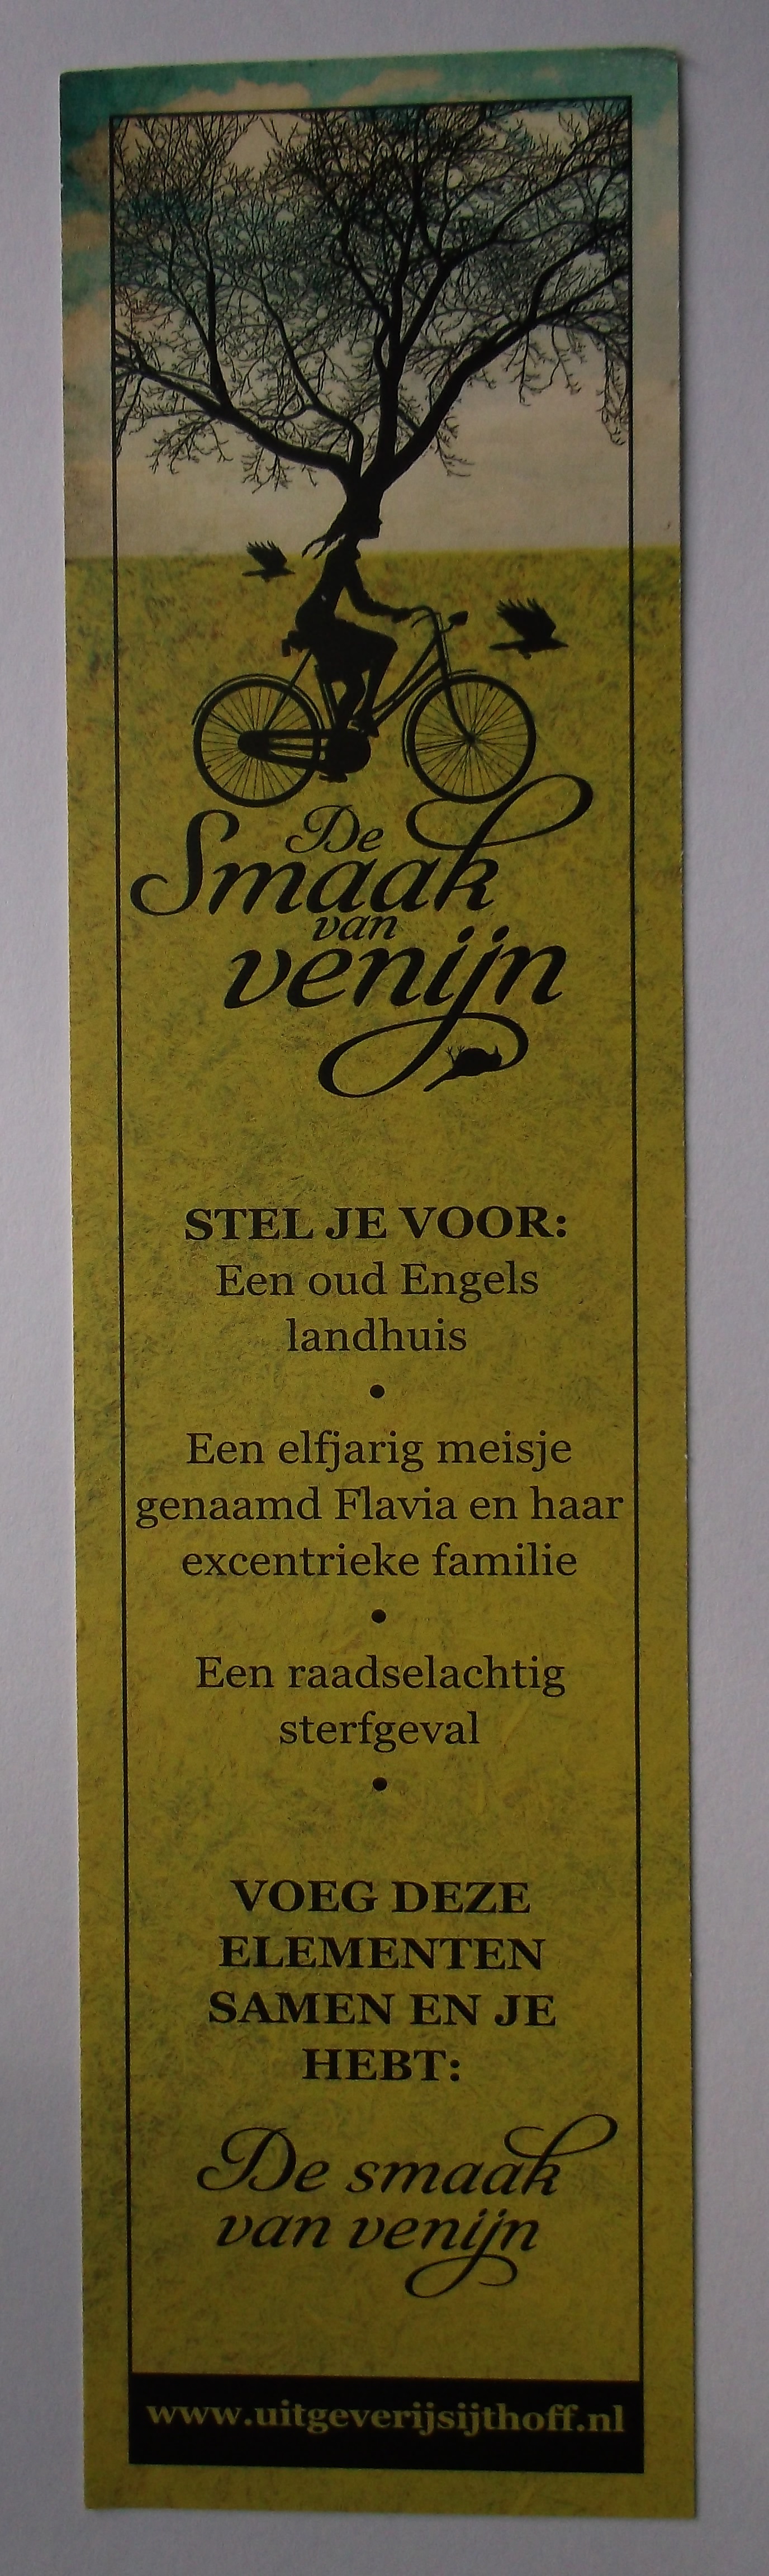 De
Smaak
van
venijn
STEL JE VOOR:
Een oud Engels
landhuis
•
Een elfjarig meisje
genaamd Flavia en haar
excentrieke familie
•
Een raadselachtig
sterfgeval
•
VOEG DEZE
ELEMENTEN
SAMEN EN JE
HEBT:
De smaak
van venijn
www.uitgeverijsijthoff.nl